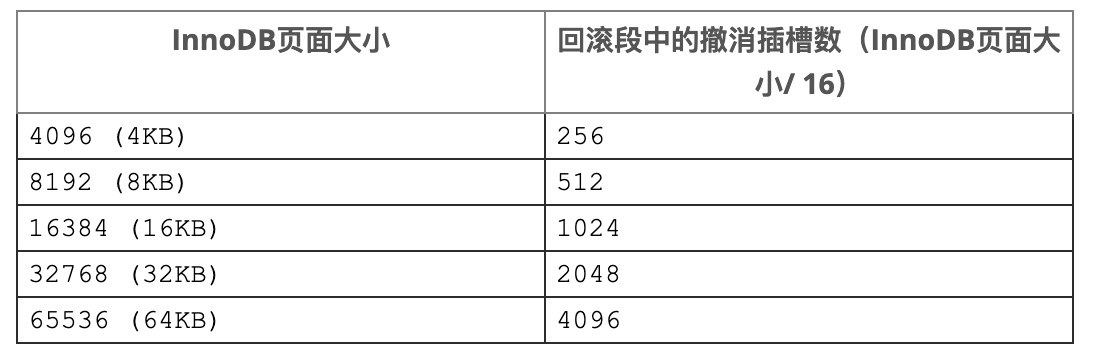 InnoDB页面大小
回滚段中的撤消插槽数（InnoDB页面大
小/ 16）
4096 (4KB)
256
8192 (8KB)
512
16384 (16KB)
1024
32768 (32KB)
2048
65536 (64KB)
4096